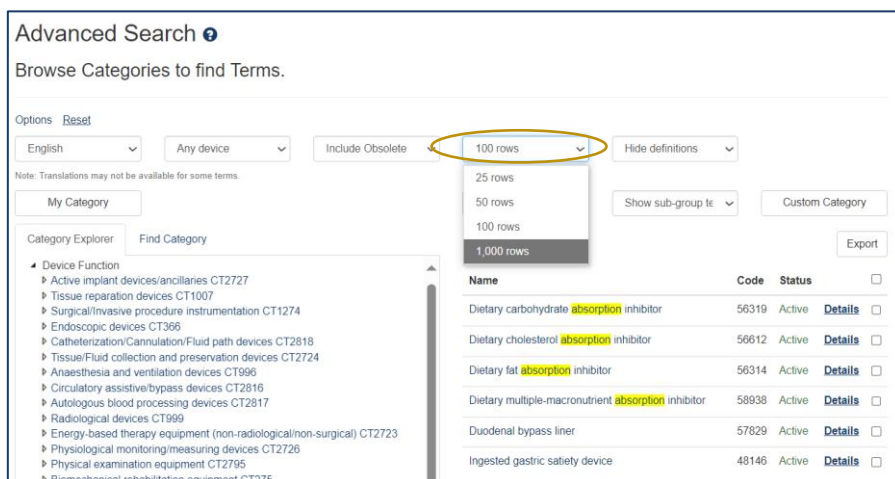 Advanced Search ?
Browse Categories to find Terms.
Options Reset
English Any device Include Obsolete 100 rows Hide definitions
Note: Translations may not be available for some terms.
25 rows
50 rows
100 rows
1,000 rows
My Category Show sub-group te Custom Category
Category Explorer Find Category
Export
Device Function
Active implant devices/ancillaries CT2727
Tissue reparation devices CT1007
Surgical/Invasive procedure instrumentation CT1274
Endoscopic devices CT366
Catheterization/Cannulation/Fluid path devices CT2818
Tissue/Fluid collection and preservation devices CT2724
Anaesthesia and ventilation devices CT996
Circulatory assistive/bypass devices CT2816
Autologous blood processing devices CT2817
Radiological devices CT999
Energy-based therapy equipment (non-radiological/non-surgical) CT2723
Physiological monitoring/measuring devices CT2726
Physical examination equipment CT2795
Biomechanical rehabilitation equipment CT275
Name Code Status
Dietary carbohydrate absorption inhibitor 56319 Active Details
Dietary cholesterol absorption inhibitor 56612 Active Details
Dietary fat absorption inhibitor 56314 Active Details
Dietary multiple-macronutrient absorption inhibitor 58938 Active Details
Duodenal bypass liner 57829 Active Details
Ingested gastric satiety device 48146 Active Details